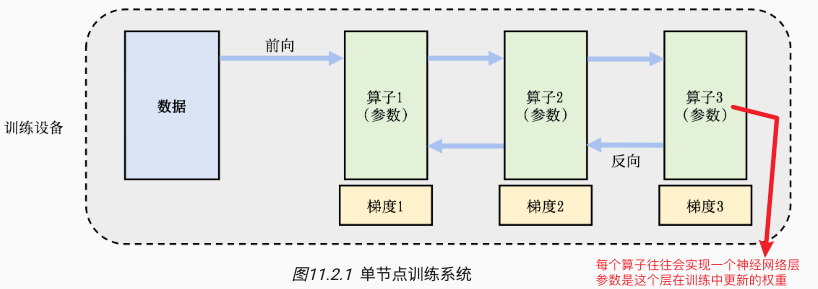 前向
数据
算子1
（参数）
算子2
（参数）
算子3
（参数）
训练设备
反向
梯度1
梯度2
梯度3
图11.2.1 单节点训练系统
每个算子往往会实现一个神经网络层
参数是这个层在训练中更新的权重